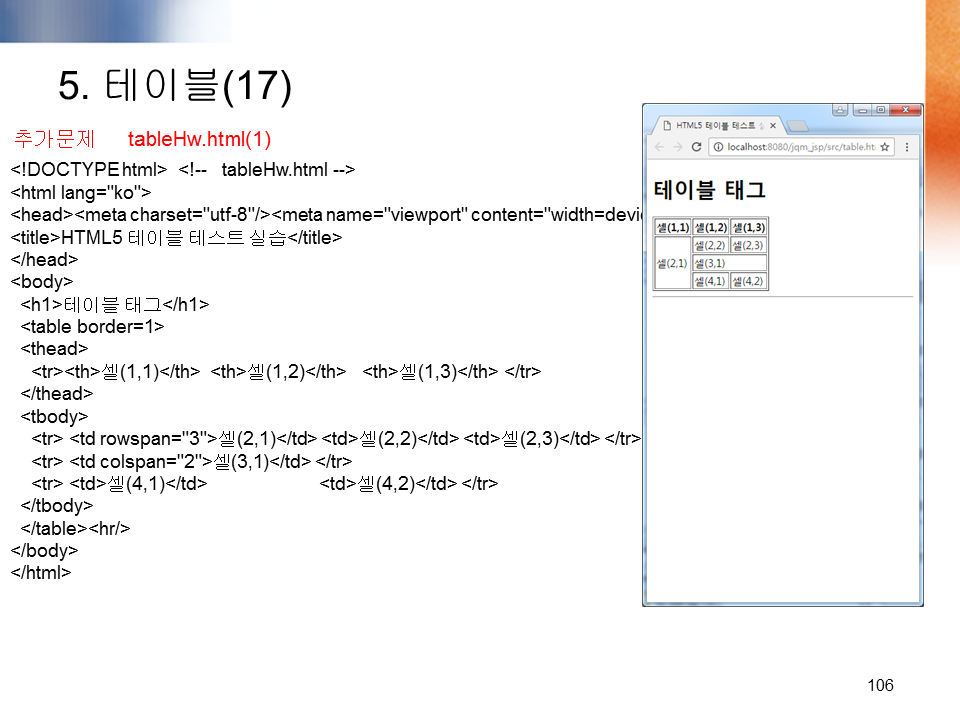 5. 테이블(17)
추가문제 tableHw.html(1)
<!DOCTYPE html> <!-- tableHw.html -->
<html lang="ko">
<head><meta charset="utf-8"/><meta name="viewport" content="width=devi
<title>HTML5 테이블 테스트 실습</title>
</head>
<body>
<h1>테이블 태그</h1>
<table border=1>
<thead>
<tr><th>셀(1,1)</th> <th>셀(1,2)</th> <th>셀(1,3)</th> </tr>
</thead>
<tbody>
<tr> <td rowspan="3">셀(2,1)</td> <td>셀(2,2)</td> <td>셀(2,3)</td> </tr>
<tr> <td colspan="2">셀(3,1)</td> </tr>
<tr> <td>셀(4,1)</td> <td>셀(4,2)</td> </tr>
</tbody>
</table><hr/>
</body>
</html>
HTML5 테이블 테스트
localhost:8080/jqm_jsp/src/table.ht
테이블 태그
셀(1,1) 셀(1,2) 셀(1,3)
셀(2,2) 셀(2,3)
셀(2,1) 셀(3,1)
셀(4,1) 셀(4,2)
106